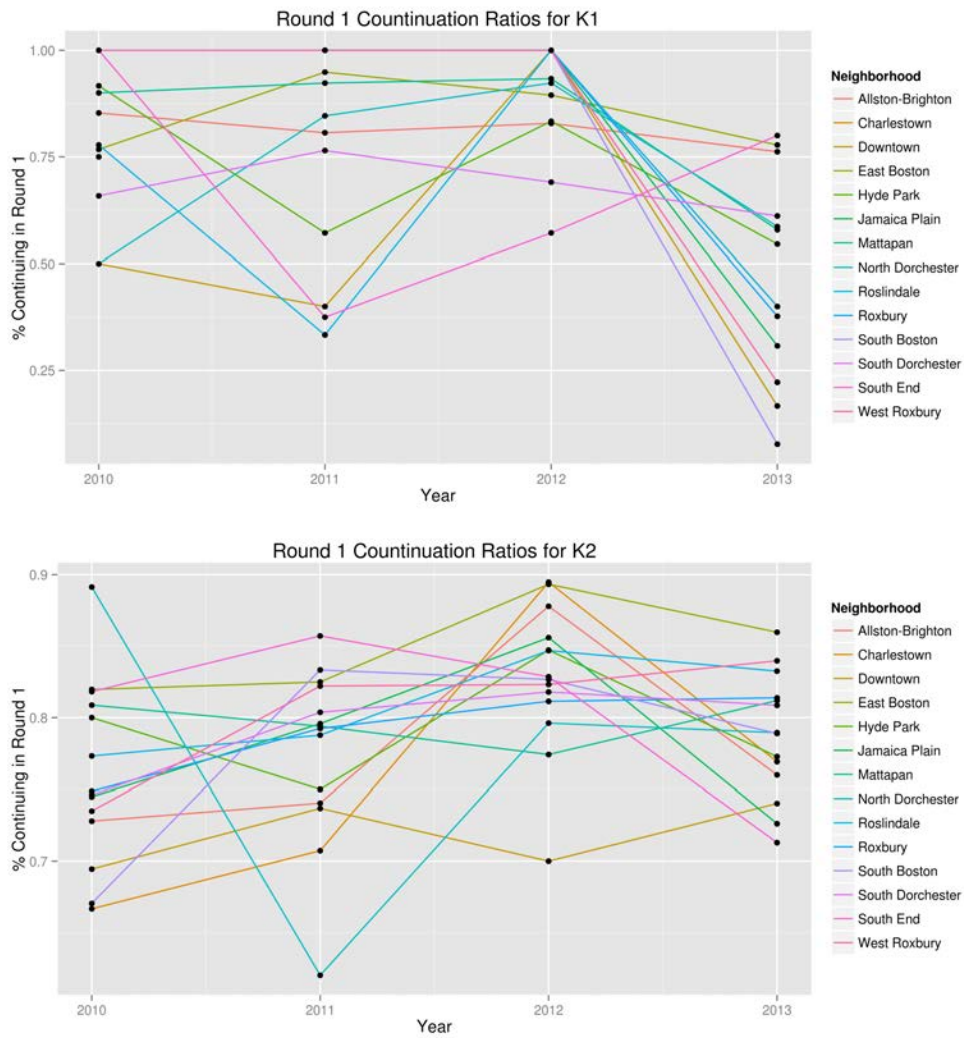 Round 1 Countinuation Ratios for K1
% Continuing in Round 1
1.00
0.75
0.50
0.25
2010
2011
2012
2013
Year
Neighborhood
Allston-Brighton
Charlestown
Downtown
East Boston
Hyde Park
Jamaica Plain
Mattapan
North Dorchester
Roslindale
Roxbury
South Boston
South Dorchester
South End
West Roxbury
Round 1 Countinuation Ratios for K2
% Continuing in Round 1
0.9
0.8
0.7
2010
2011
2012
2013
Year
Neighborhood
Allston-Brighton
Charlestown
Downtown
East Boston
Hyde Park
Jamaica Plain
Mattapan
North Dorchester
Roslindale
Roxbury
South Boston
South Dorchester
South End
West Roxbury